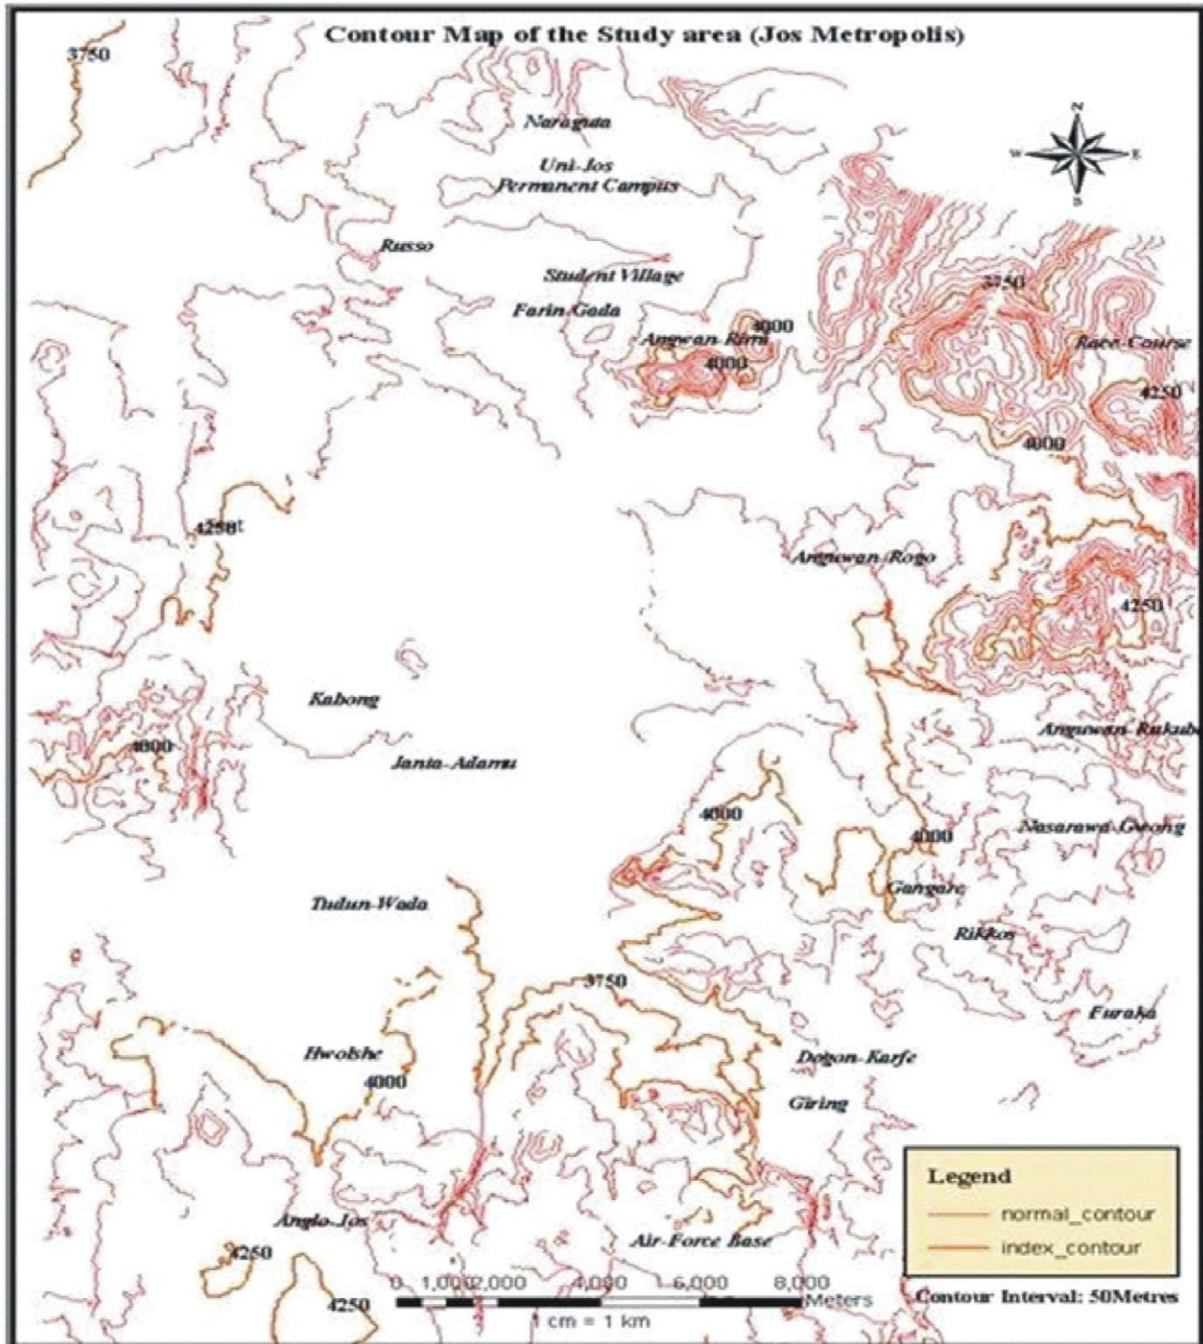 Contour Map of the Study area (Jos Metropolis)
3750
N
W E
S
Naraguta
Uni-Jos
Permanent Campus
Russo
Student Village
Farin Gada
3750
4000
Angwan-Rimi
4000
Race-Course
4250
4000
4250t
Anguwan-Rogo
4250
Kabong
Anguwan-Rukuba
4000
Janta-Adamu
4000
4000
Nasarawa-Gwong
Gangare
Tudun-Wada
Rikkos
3750
Furaka
Hwolshe
Dogon-Karfe
4000
Giring
Legend
normal_contour
index_contour
Anglo-Jos
Air-Force Base
4250
4250
0 1,000 2,000 4,000 6,000 8,000
Meters
1 cm = 1 km
Contour Interval: 50Metres